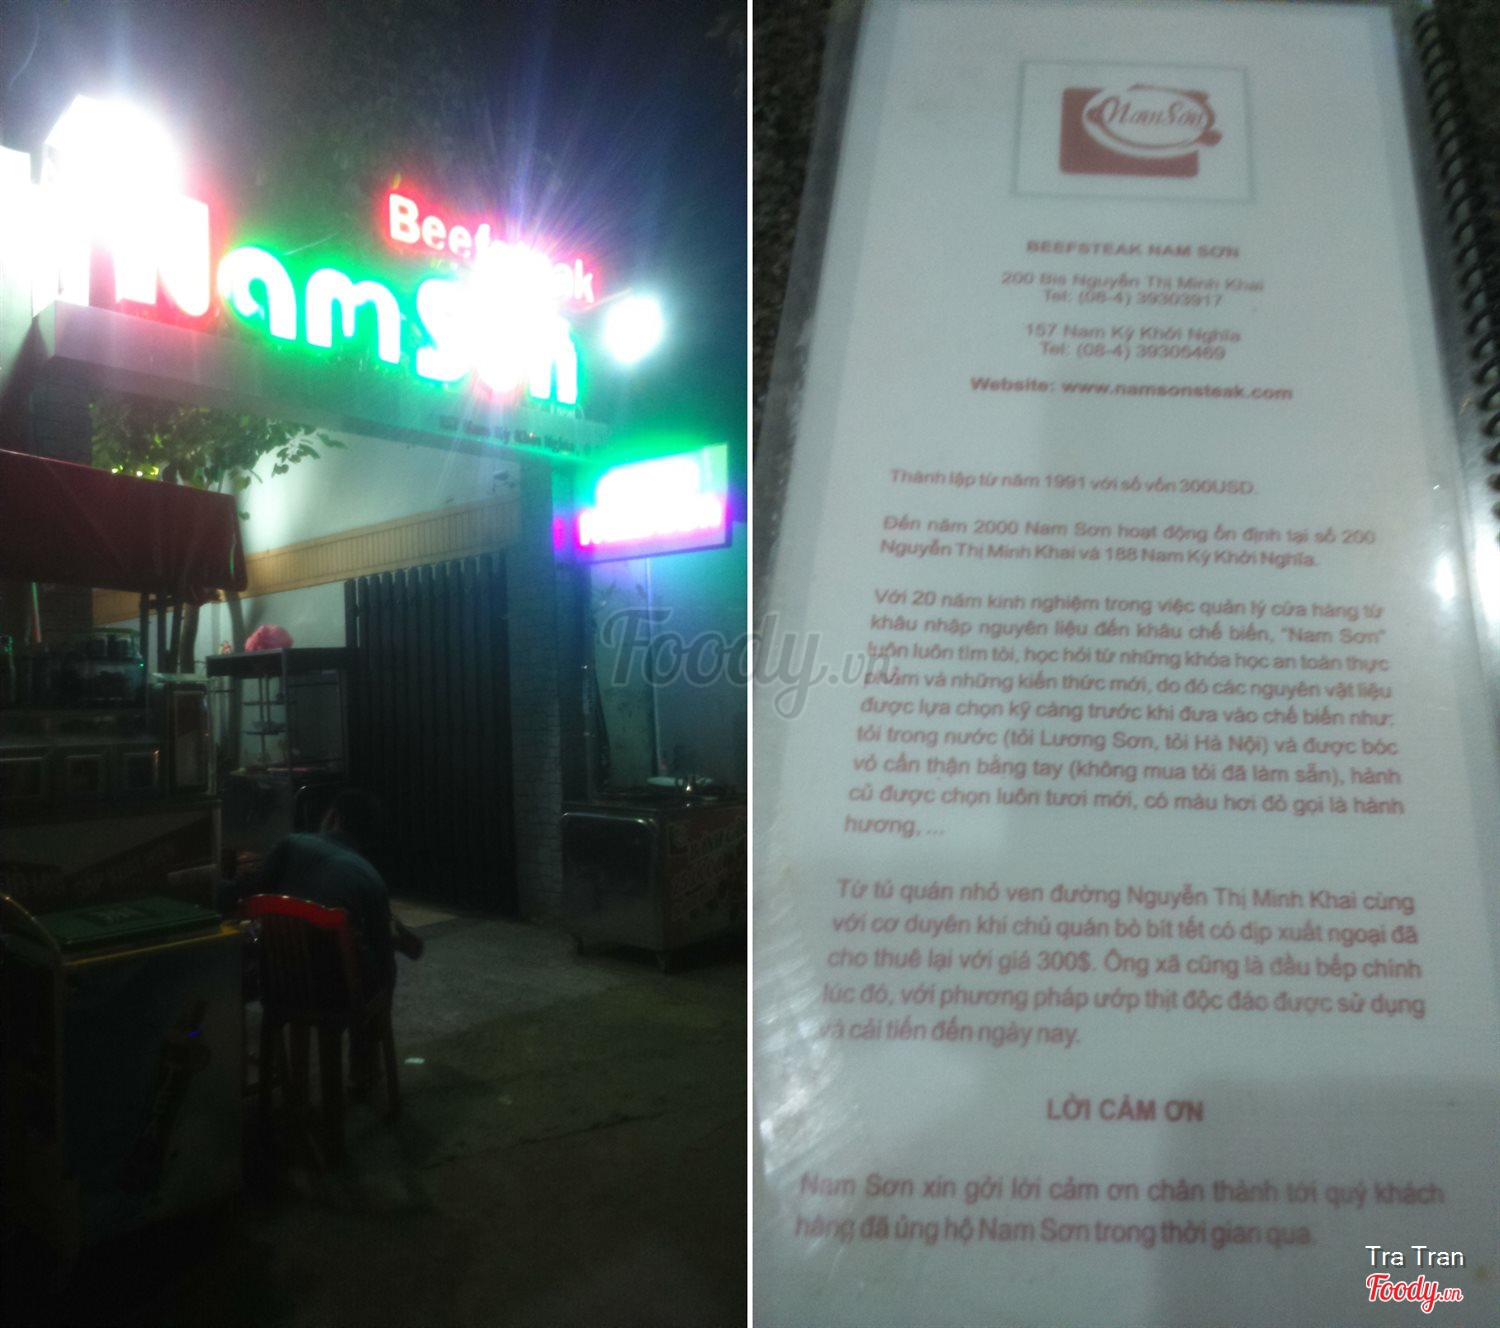 Beefsteak
Nam Sơn
NamSơn
BEEFSTEAK NAM SƠN
200 Bis Nguyễn Thị Minh Khai
Tel: (08-4) 39303917
157 Nam Kỳ Khởi Nghĩa
Tel: (08-4) 39305469
Website: www.namsonsteak.com
Thành lập từ năm 1991 với số vốn 300USD.
Đến năm 2000 Nam Sơn hoạt động ổn định tại số 200
Nguyễn Thị Minh Khai và 188 Nam Kỳ Khởi Nghĩa.
Với 20 năm kinh nghiệm trong việc quản lý cửa hàng từ
khâu nhập nguyên liệu đến khâu chế biến, "Nam Sơn"
luôn luôn tìm tòi, học hỏi từ những khóa học an toàn thực
phẩm và những kiến thức mới, do đó các nguyên vật liệu
được lựa chọn kỹ càng trước khi đưa vào chế biến như:
tỏi trong nước (tỏi Lương Sơn, tỏi Hà Nội) và được bóc
vỏ cẩn thận bằng tay (không mua tỏi đã làm sẵn), hành
củ được chọn luôn tươi mới, có màu hơi đỏ gọi là hành
hương, ...
Từ tủ quán nhỏ ven đường Nguyễn Thị Minh Khai cùng
với cơ duyên khi chủ quán bò bít tết có dịp xuất ngoại đã
cho thuê lại với giá 300$. Ông xã cũng là đầu bếp chính
lúc đó, với phương pháp ướp thịt độc đáo được sử dụng
và cải tiến đến ngày nay.
LỜI CẢM ƠN
Nam Sơn xin gởi lời cảm ơn chân thành tới quý khách
hàng đã ủng hộ Nam Sơn trong thời gian qua.
Foody.vn
Tra Tran
Foody.vn